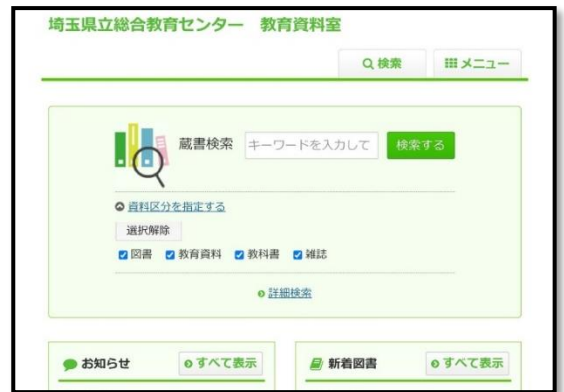 埼玉県立総合教育センター　教育資料室
検索 メニュー
蔵書検索 キーワードを入力して 検索する
資料区分を指定する
選択解除
図書 教育資料 教科書 雑誌
詳細検索
お知らせ すべて表示 新着図書 すべて表示